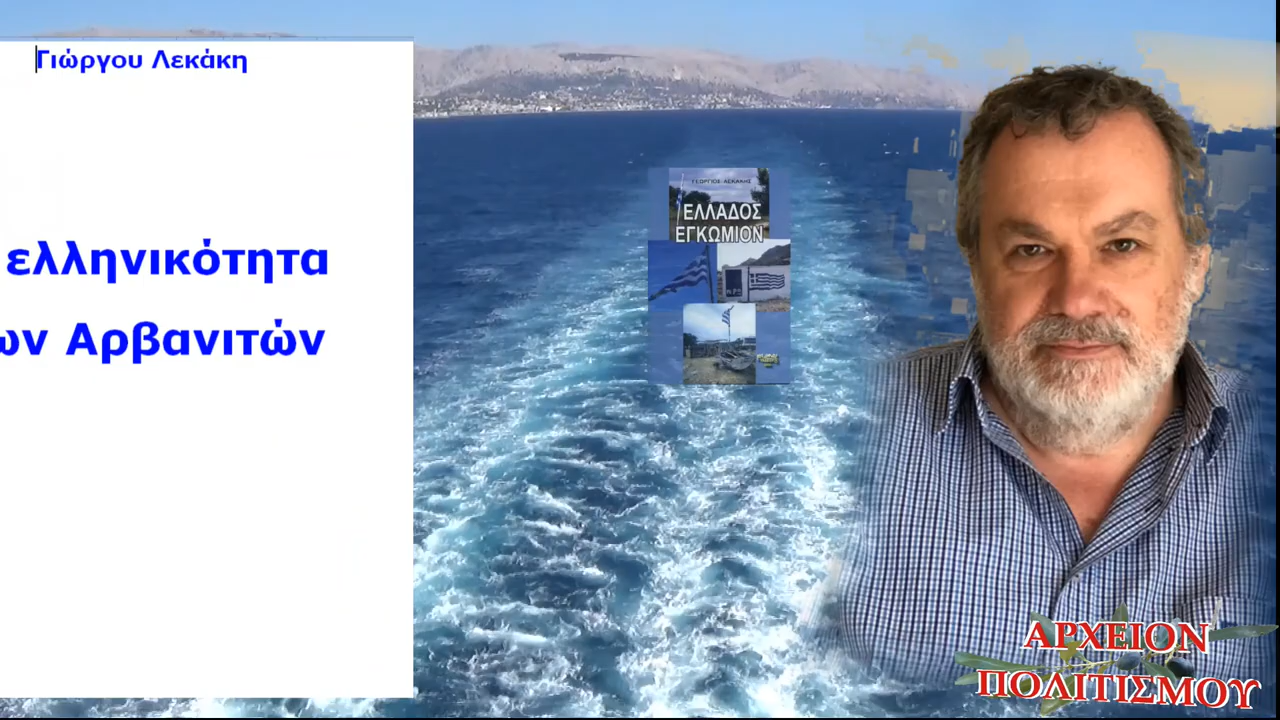 Γιώργου Λεκάκη
ελληνικότητα
ων Αρβανιτών
ΓΕΩΡΓΙΟΣ ΛΕΚΑΚΗΣ
ΕΛΛΑΔΟΣ
ΕΓΚΩΜΙΟΝ
ΑΡΧΕΙΟΝ
ΠΟΛΙΤΙΣΜΟΥ